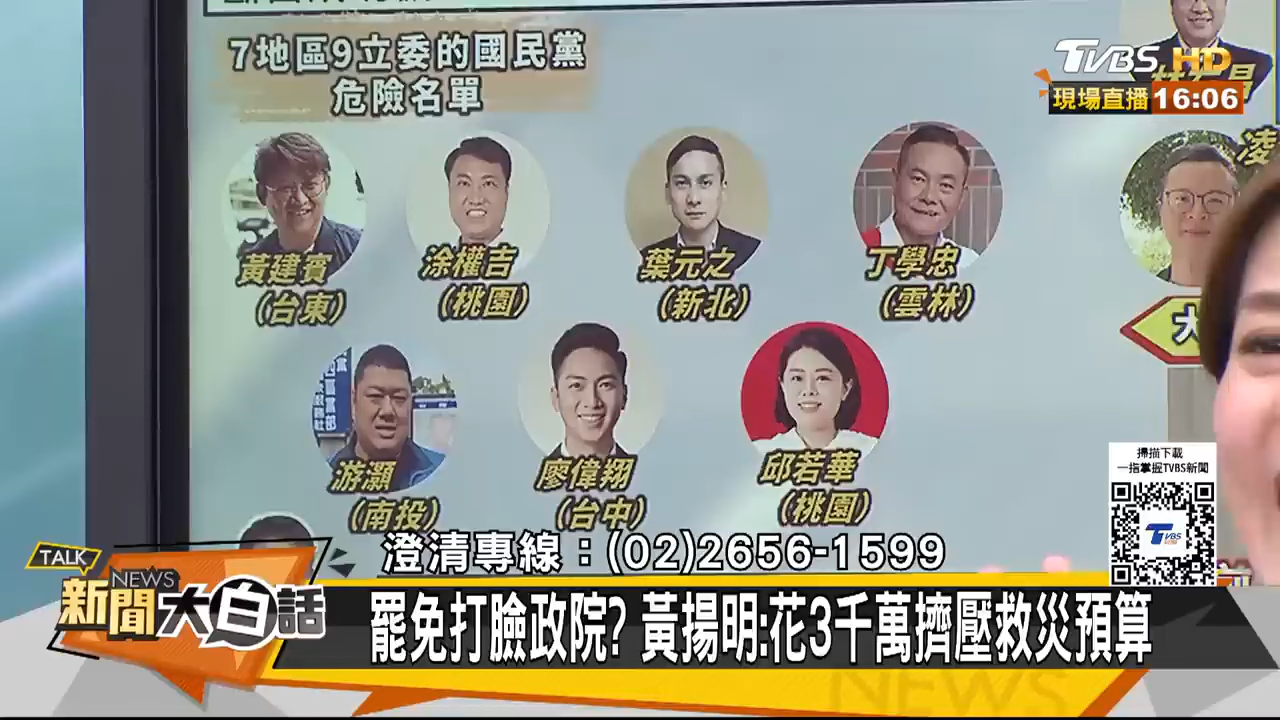 7地區9立委的國民黨
危險名單
TVBS HD
現場直播 16:06
黃建賓
(台東)
涂權吉
(桃園)
葉元之
(新北)
丁學忠
(雲林)
凌
游顥
(南投)
廖偉翔
(台中)
邱若華
(桃園)
大
掃描下載
一指掌握TVBS新聞
TVBS
澄清專線：(02)2656-1599
TALK
NEWS
新聞大白話
罷免打臉政院? 黃揚明:花3千萬擠壓救災預算
NEWS